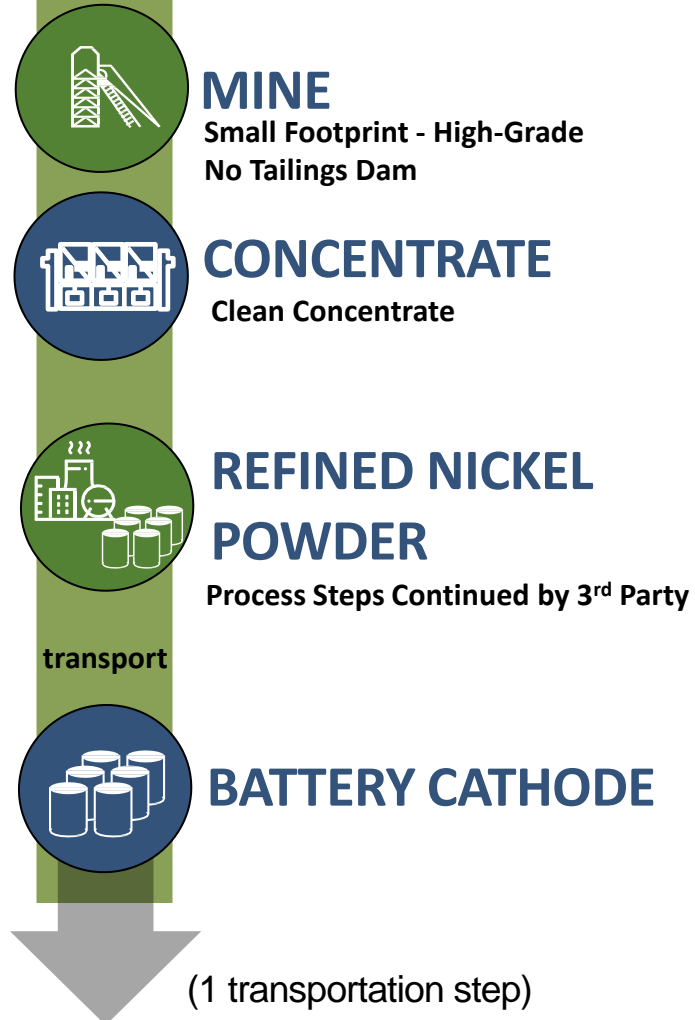 MINE
Small Footprint - High-Grade
No Tailings Dam
CONCENTRATE
Clean Concentrate
REFINED NICKEL
POWDER
Process Steps Continued by 3rd Party
transport
BATTERY CATHODE
(1 transportation step)